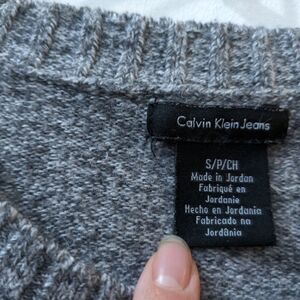 Calvin Klein Jeans
S/P/CH
Made in Jordan
Fabriqué en
Jordanie
Hecho en Jordania
Fabricado na
Jordânia